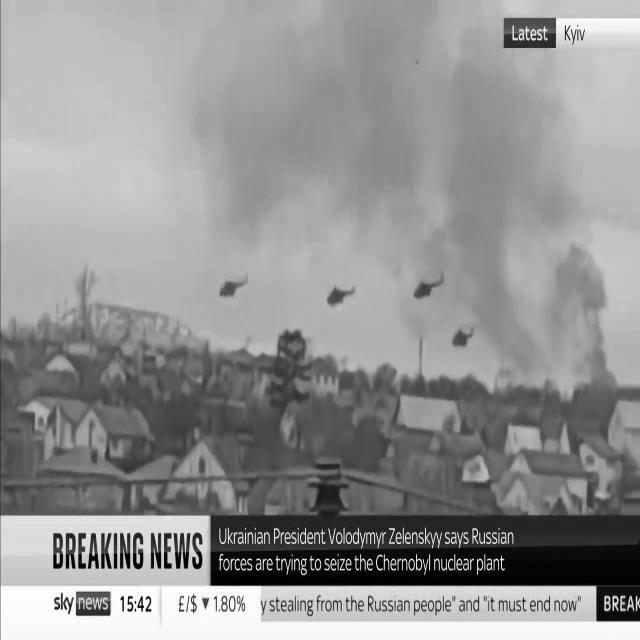 Latest Kyiv
BREAKING NEWS
Ukrainian President Volodymyr Zelenskyy says Russian
forces are trying to seize the Chernobyl nuclear plant
sky news 15:42 £/$ ▼ 1.80% stealing from the Russian people" and "it must end now"